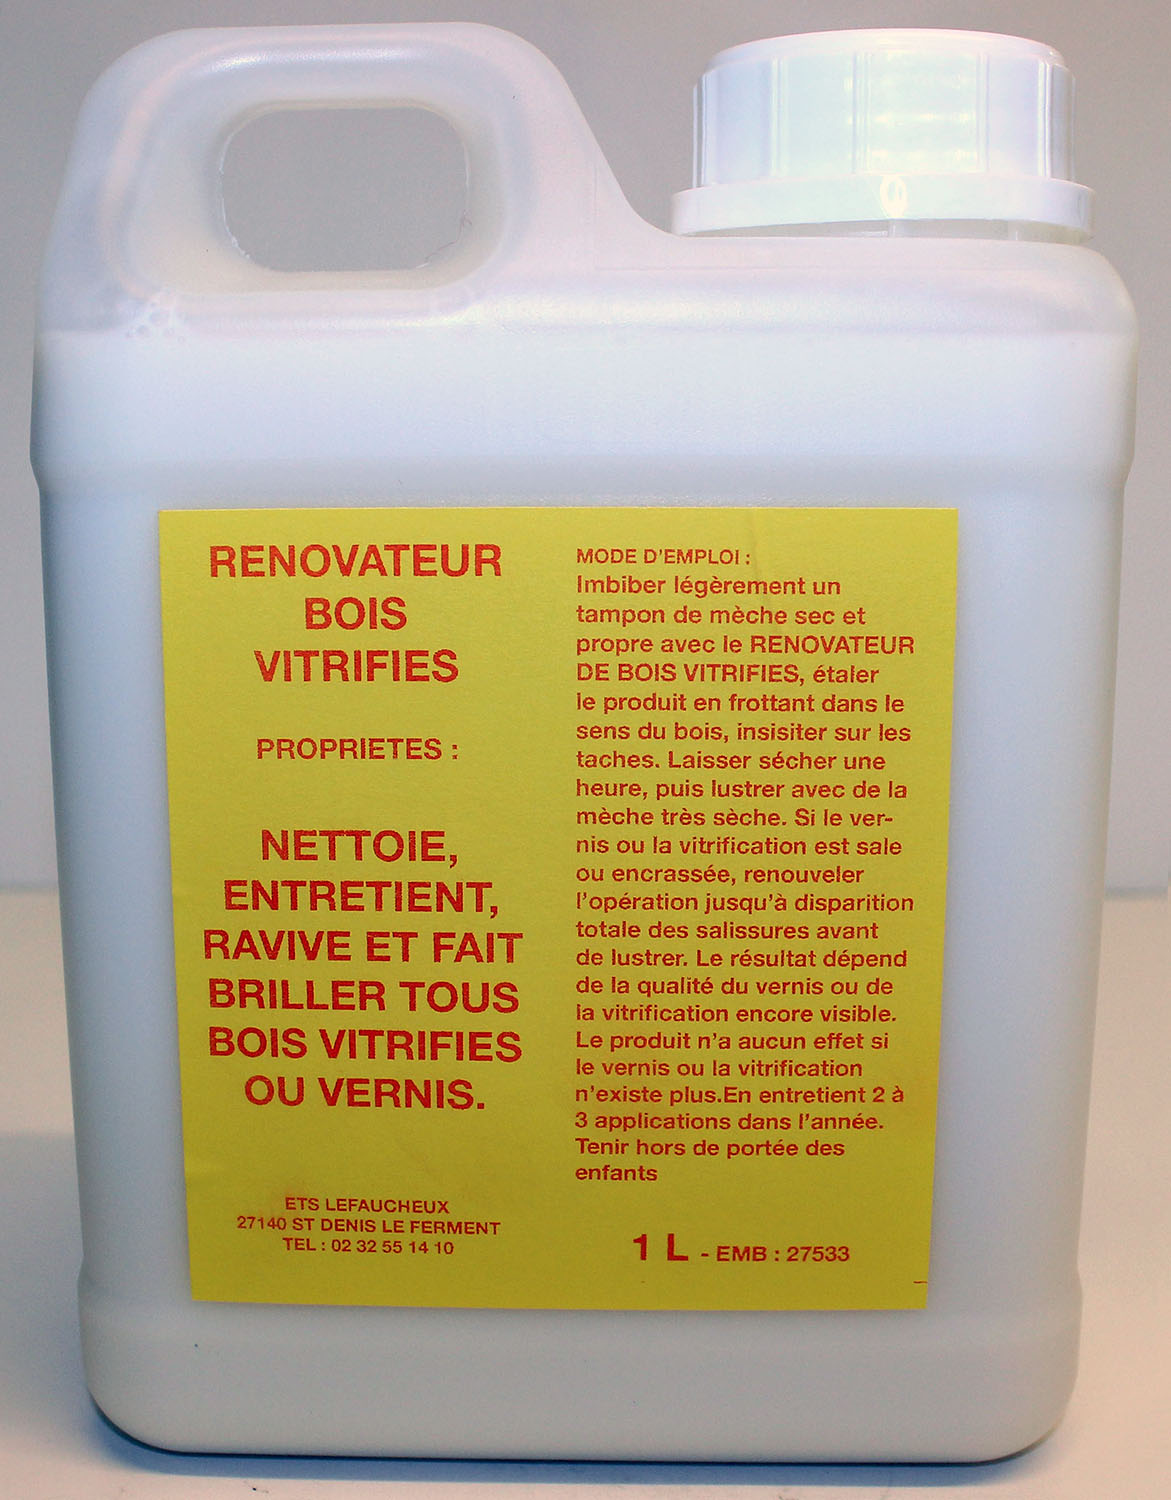 RENOVATEUR
BOIS
VITRIFIES
PROPRIETES :
NETTOIE,
ENTRETIENT,
RAVIVE ET FAIT
BRILLER TOUS
BOIS VITRIFIES
OU VERNIS.
ETS LEFAUCHEUX
27140 ST DENIS LE FERMENT
TEL : 02 32 55 14 10
MODE D'EMPLOI :
Imbiber légèrement un
tampon de mèche sec et
propre avec le RENOVATEUR
DE BOIS VITRIFIES, étaler
le produit en frottant dans le
sens du bois, insisiter sur les
taches. Laisser sécher une
heure, puis lustrer avec de la
mèche très sèche. Si le ver-
nis ou la vitrification est sale
ou encrassée, renouveler
l'opération jusqu'à disparition
totale des salissures avant
de lustrer. Le résultat dépend
de la qualité du vernis ou de
la vitrification encore visible.
Le produit n'a aucun effet si
le vernis ou la vitrification
n'existe plus.En entretient 2 à
3 applications dans l'année.
Tenir hors de portée des
enfants
1 L - EMB : 27533